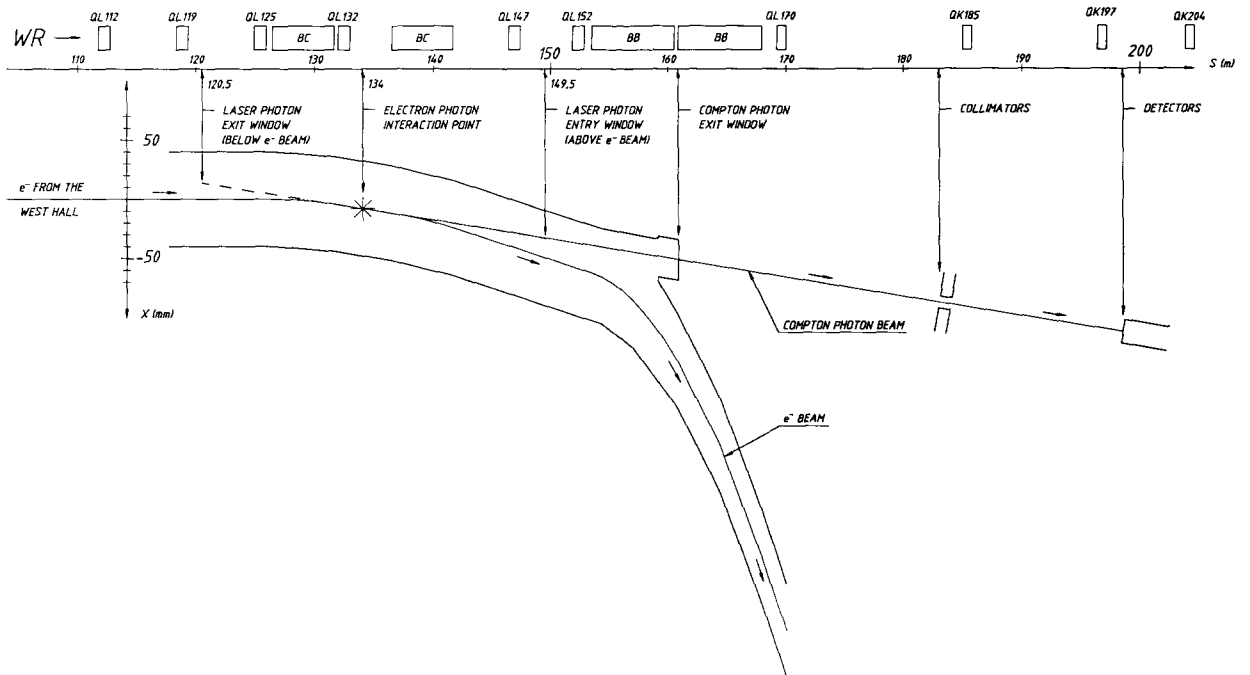 QL112 QL119 QL125 QL132 QL147 QL152 QL170 QK185 QK197 QK204
WR BC BC BB BB
110 120 130 140 150 160 170 180 190 200 S (m)
120,5 134 149,5
LASER PHOTON
EXIT WINDOW
(BELOW e⁻ BEAM)
ELECTRON PHOTON
INTERACTION POINT
LASER PHOTON
ENTRY WINDOW
(ABOVE e⁻ BEAM)
COMPTON PHOTON
EXIT WINDOW
COLLIMATORS
DETECTORS
50
e⁻ FROM THE
WEST HALL
-50
X (mm)
COMPTON PHOTON BEAM
e⁻ BEAM